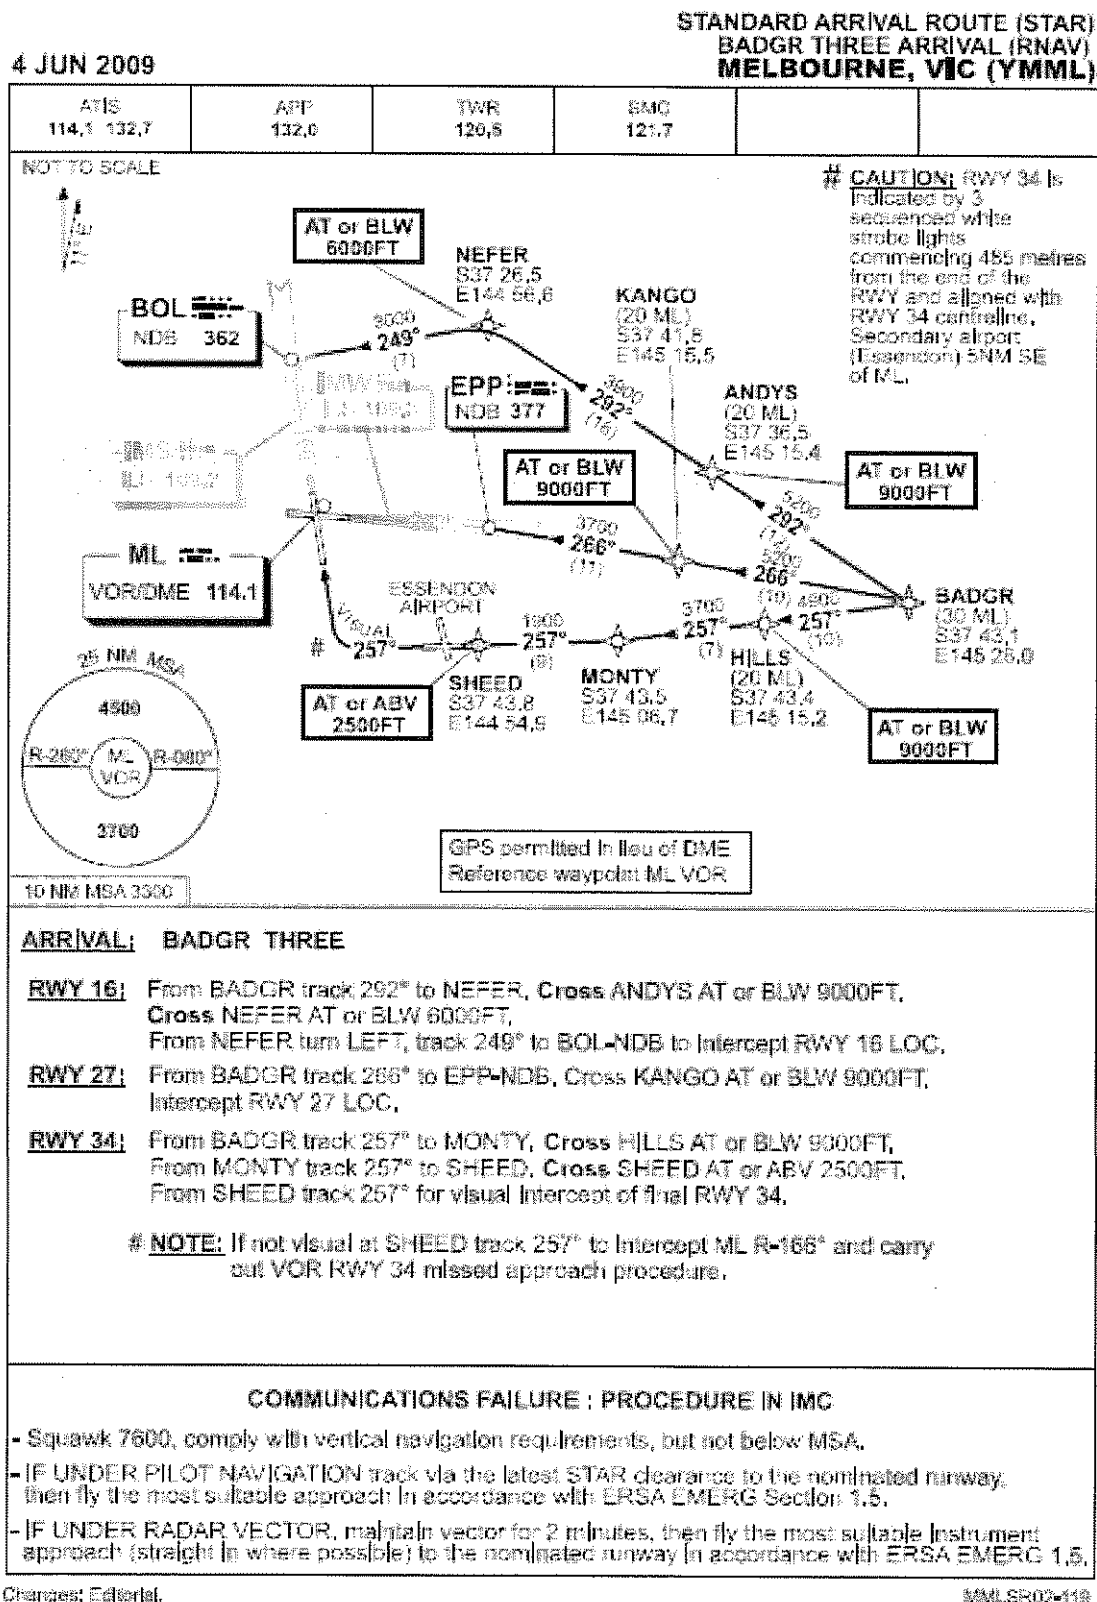 STANDARD ARRIVAL ROUTE (STAR)
BADGR THREE ARRIVAL (RNAV)
4 JUN 2009
MELBOURNE, VIC (YMML)
ATIS
114.1 132.7
APP
132.0
TWR
120.5
SMC
121.7
NOT TO SCALE
# CAUTION: RWY 34 is
indicated by 3
sequenced white
strobe lights
commencing 485 metres
from the end of the
RWY and aligned with
RWY 34 centreline.
Secondary airport
(Essendon) 5NM SE
of ML.
AT or BLW
6000FT
NEFER
S37 26.5
E144 56.6
KANGO
(20 ML)
S37 41.8
E145 15.5
BOL
NDB 362
249°
(7)
EPP
NDB 377
3900
292°
(16)
ANDYS
(20 ML)
S37 36.5
E145 15.4
AT or BLW
9000FT
AT or BLW
9000FT
5200
292°
3700
266°
(11)
5200
266°
(10)
ML
VOR/DME 114.1
ESSENDON
AIRPORT
BADGR
(30 ML)
S37 43.1
E145 28.0
VISUAL
257°
#
1900
257°
(9)
3700
257°
(7)
257°
(10)
SHEED
S37 43.8
E144 54.9
MONTY
S37 43.5
E145 06.7
HILLS
(20 ML)
S37 43.4
E145 15.2
AT or ABV
2500FT
AT or BLW
9000FT
25 NM MSA
4500
ML
VOR
3700
10 NM MSA 3300
GPS permitted in lieu of DME
Reference waypoint ML VOR
ARRIVAL: BADGR THREE
RWY 16: From BADGR track 292° to NEFER. Cross ANDYS AT or BLW 9000FT.
Cross NEFER AT or BLW 6000FT.
From NEFER turn LEFT, track 249° to BOL-NDB to intercept RWY 16 LOC.
RWY 27: From BADGR track 266° to EPP-NDB. Cross KANGO AT or BLW 9000FT.
Intercept RWY 27 LOC.
RWY 34: From BADGR track 257° to MONTY. Cross HILLS AT or BLW 9000FT.
From MONTY track 257° to SHEED. Cross SHEED AT or ABV 2500FT.
From SHEED track 257° for visual intercept of final RWY 34.
# NOTE: If not visual at SHEED track 257° to intercept ML R-166° and carry
out VOR RWY 34 missed approach procedure.
COMMUNICATIONS FAILURE : PROCEDURE IN IMC
- Squawk 7600, comply with vertical navigation requirements, but not below MSA.
- IF UNDER PILOT NAVIGATION track via the latest STAR clearance to the nominated runway,
then fly the most suitable approach in accordance with ERSA EMERG Section 1.5.
- IF UNDER RADAR VECTOR, maintain vector for 2 minutes, then fly the most suitable instrument
approach (straight in where possible) to the nominated runway in accordance with ERSA EMERG 1.5.
Changes: Editorial.
MMLSR02-119